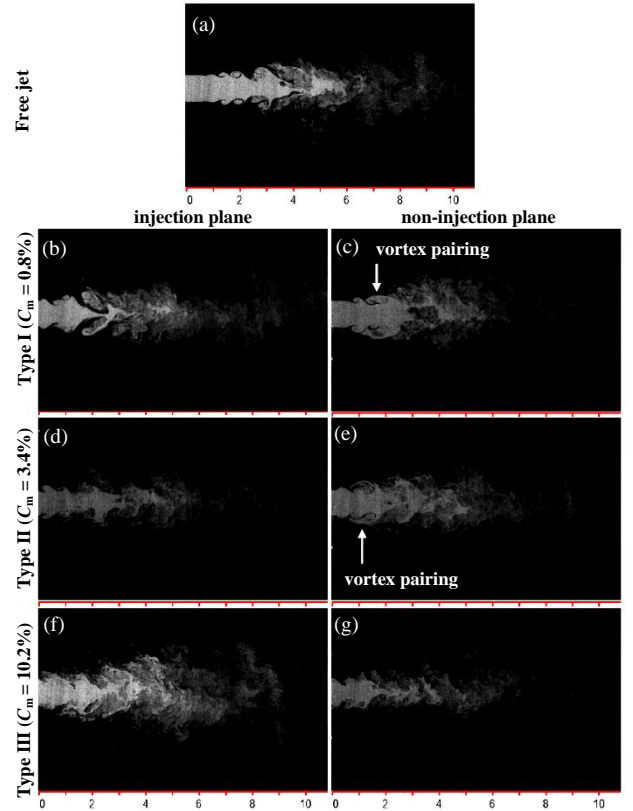 Free jet
(a)
0 2 4 6 8 10
injection plane non-injection plane
Type I (Cm = 0.8%)
(b)
(c)
vortex pairing
Type II (Cm = 3.4%)
(d)
(e)
vortex pairing
Type III (Cm = 10.2%)
(f)
(g)
0 2 4 6 8 10 0 2 4 6 8 10